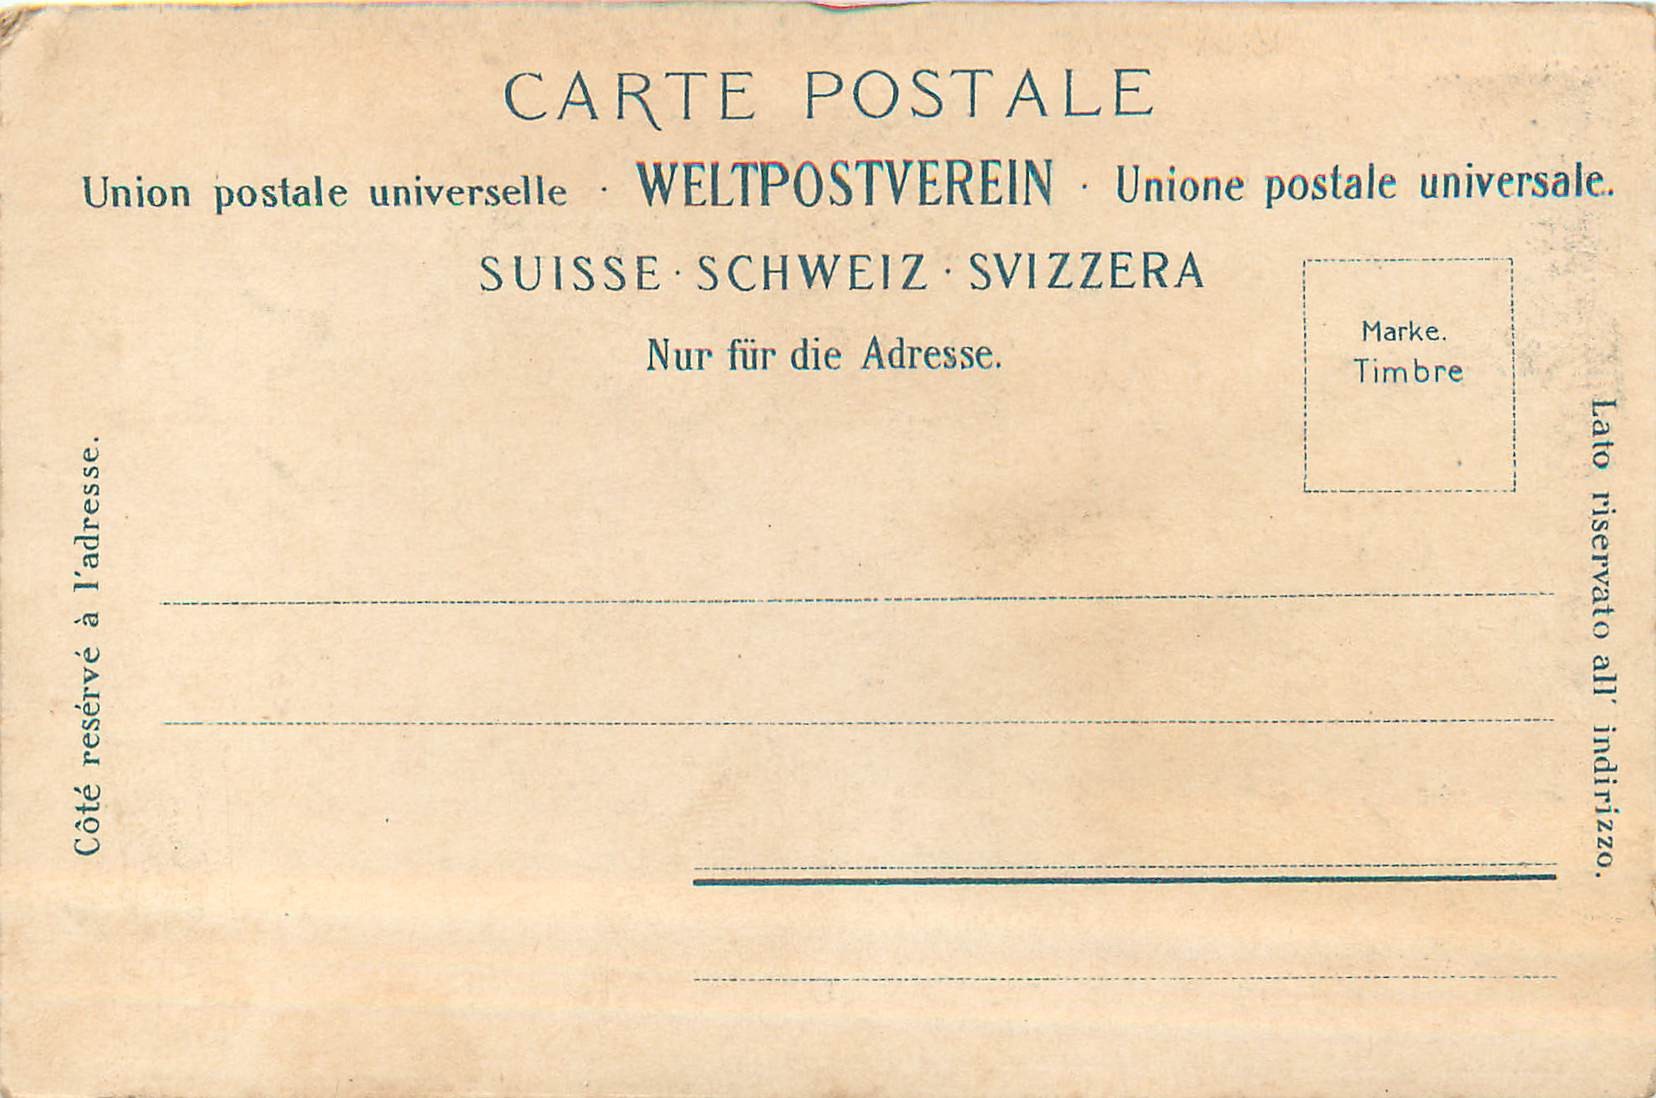 CARTE POSTALE
Union postale universelle · WELTPOSTVEREIN · Unione postale universale.
SUISSE · SCHWEIZ · SVIZZERA
Nur für die Adresse.
Marke.
Timbre
Côté resérvé à l'adresse.
Lato riservato all' indirizzo.